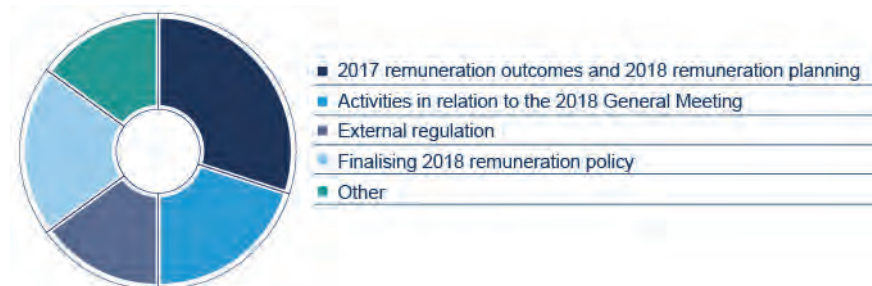 2017 remuneration outcomes and 2018 remuneration planning
Activities in relation to the 2018 General Meeting
External regulation
Finalising 2018 remuneration policy
Other